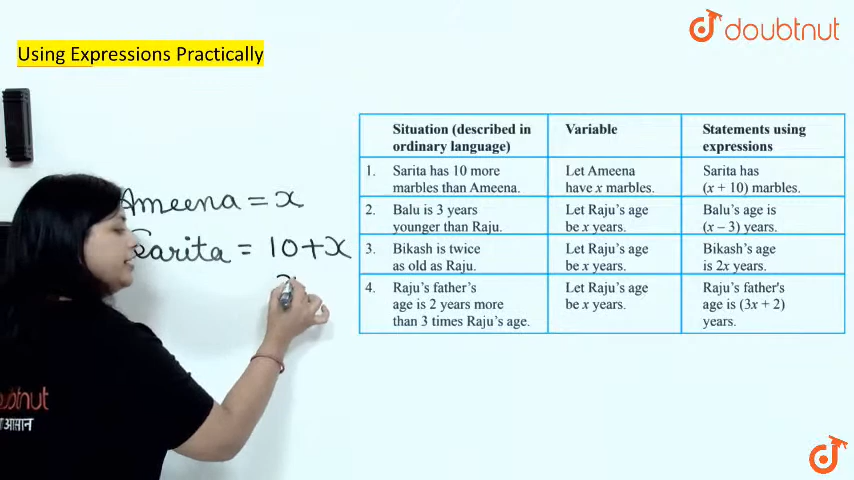 doubtnut
Using Expressions Practically
Situation (described in ordinary language) Variable Statements using expressions
1. Sarita has 10 more marbles than Ameena. Let Ameena have x marbles. Sarita has (x + 10) marbles.
2. Balu is 3 years younger than Raju. Let Raju's age be x years. Balu's age is (x – 3) years.
3. Bikash is twice as old as Raju. Let Raju's age be x years. Bikash's age is 2x years.
4. Raju's father's age is 2 years more than 3 times Raju's age. Let Raju's age be x years. Raju's father's age is (3x + 2) years.
Ameena = x
Sarita = 10+x